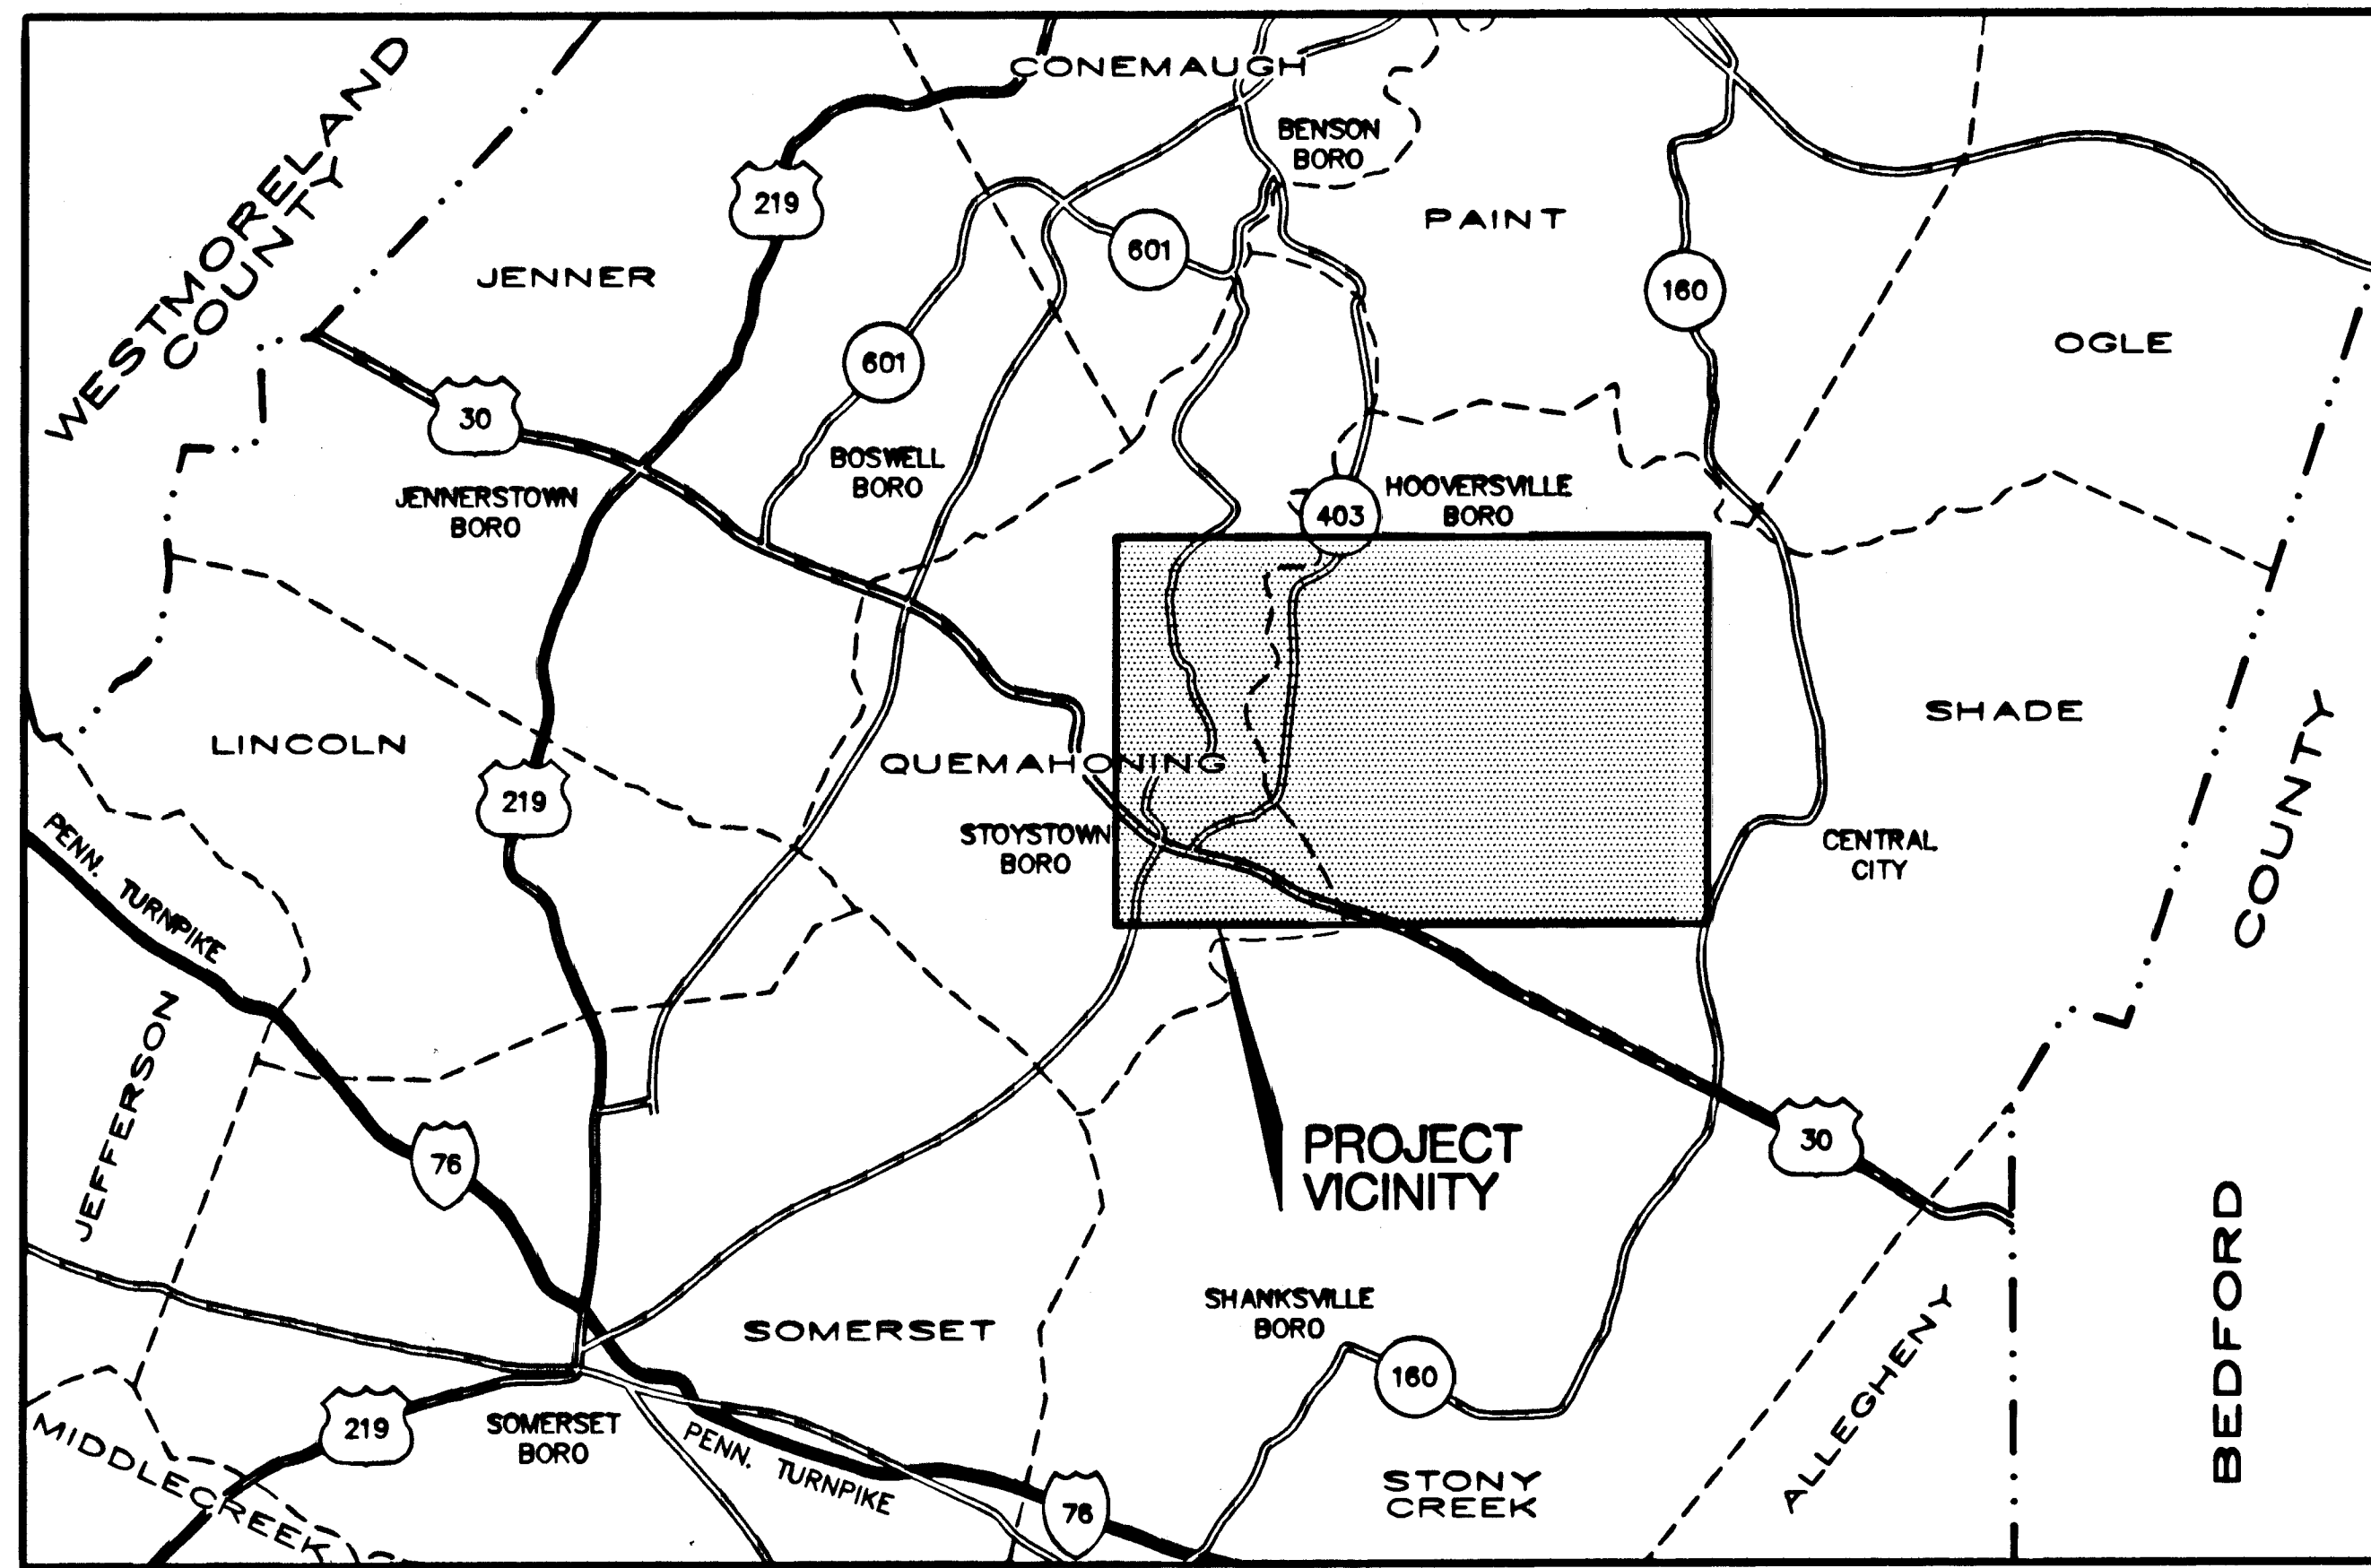 CONEMAUGH
WESTMORELAND
COUNTY
BENSON
BORO
219
PAINT
601
JENNER
160
OGLE
601
30
BOSWELL
BORO
JENNERSTOWN
BORO
HOOVERSVILLE
BORO
403
SHADE
LINCOLN
QUEMAHONING
219
STOYSTOWN
BORO
CENTRAL
CITY
COUNTY
PENN. TURNPIKE
JEFFERSON
PROJECT
VICINITY
30
76
BEDFORD
SHANKSVILLE
BORO
SOMERSET
160
ALLEGHENY
219
SOMERSET
BORO
PENN. TURNPIKE
MIDDLECREEK
STONY
CREEK
76